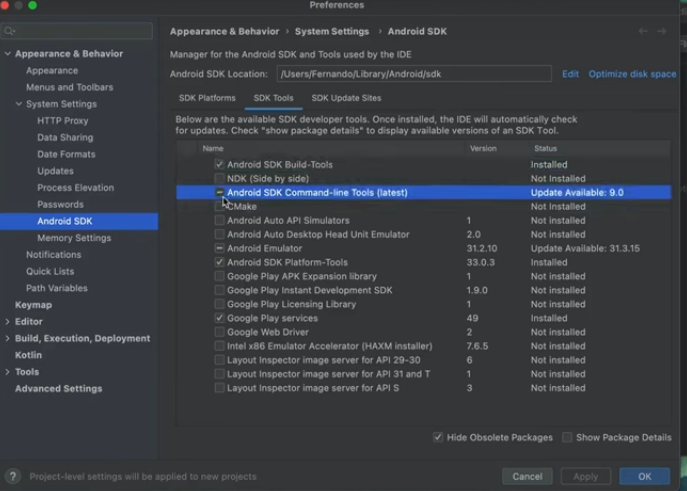 Preferences
Appearance & Behavior › System Settings › Android SDK
Manager for the Android SDK and Tools used by the IDE
Android SDK Location: /Users/Fernando/Library/Android/sdk Edit Optimize disk space
SDK Platforms SDK Tools SDK Update Sites
Below are the available SDK developer tools. Once installed, the IDE will automatically check
for updates. Check "show package details" to display available versions of an SDK Tool.
Name Version Status
Android SDK Build-Tools Installed
NDK (Side by side) Not Installed
Android SDK Command-line Tools (latest) Update Available: 9.0
CMake Not Installed
Android Auto API Simulators 1 Not installed
Android Auto Desktop Head Unit Emulator 2.0 Not installed
Android Emulator 31.2.10 Update Available: 31.3.15
Android SDK Platform-Tools 33.0.3 Installed
Google Play APK Expansion library 1 Not installed
Google Play Instant Development SDK 1.9.0 Not installed
Google Play Licensing Library 1 Not installed
Google Play services 49 Installed
Google Web Driver 2 Not installed
Intel x86 Emulator Accelerator (HAXM installer) 7.6.5 Not installed
Layout Inspector image server for API 29-30 6 Not installed
Layout Inspector image server for API 31 and T 1 Not installed
Layout Inspector image server for API S 3 Not installed
Hide Obsolete Packages Show Package Details
Appearance & Behavior
Appearance
Menus and Toolbars
System Settings
HTTP Proxy
Data Sharing
Date Formats
Updates
Process Elevation
Passwords
Android SDK
Memory Settings
Notifications
Quick Lists
Path Variables
Keymap
Editor
Build, Execution, Deployment
Kotlin
Tools
Advanced Settings
? Project-level settings will be applied to new projects
Cancel Apply OK